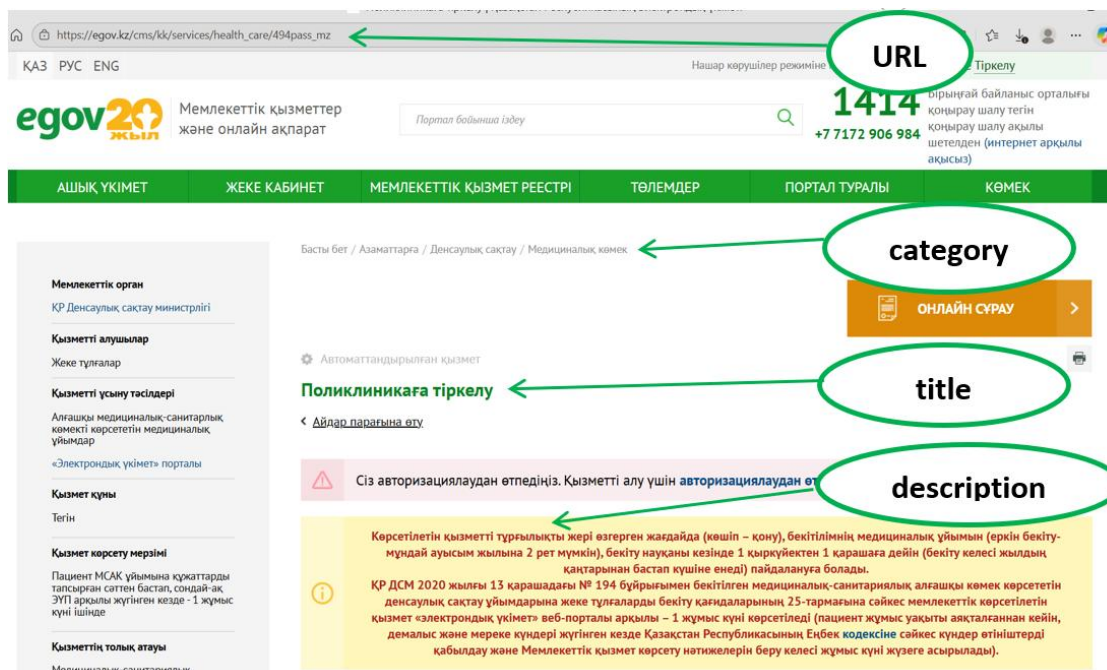 https://egov.kz/cms/kk/services/health_care/494pass_mz
URL
ҚАЗ РУС ENG
Нашар көрушілер режиміне
Тіркелу
egov20
жыл
Мемлекеттік қызметтер
және онлайн ақпарат
Портал бойынша іздеу
1414
+7 7172 906 984
Бірыңғай байланыс орталығы
қоңырау шалу тегін
қоңырау шалу ақылы
шетелден (интернет арқылы
ақысыз)
АШЫҚ ҮКІМЕТ ЖЕКЕ КАБИНЕТ МЕМЛЕКЕТТІК ҚЫЗМЕТ РЕЕСТРІ ТӨЛЕМДЕР ПОРТАЛ ТУРАЛЫ КӨМЕК
Басты бет / Азаматтарға / Денсаулық сақтау / Медициналық көмек
category
Мемлекеттік орган
ҚР Денсаулық сақтау министрлігі
Қызметті алушылар
Жеке тұлғалар
Қызметті ұсыну тәсілдері
Алғашқы медициналық-санитарлық
көмекті көрсететін медициналық
ұйымдар
«Электрондық үкімет» порталы
Қызмет құны
Тегін
Қызмет көрсету мерзімі
Пациент МСАК ұйымына құжаттарды
тапсырған сәттен бастап, сондай-ақ
ЭҮП арқылы жүгінген кезде - 1 жұмыс
күні ішінде
Қызметтің толық атауы
Медициналық-санитариялық
ОНЛАЙН СҰРАУ
Автоматтандырылған қызмет
Поликлиникаға тіркелу
title
Айдар парағына өту
Сіз авторизациялаудан өтпедіңіз. Қызметті алу үшін авторизациялаудан
description
Көрсетілетін қызметті тұрғылықты жері өзгерген жағдайда (көшіп – қону), бекітілімнің медициналық ұйымын (еркін бекіту-
мұндай ауысым жылына 2 рет мүмкін), бекіту науқаны кезінде 1 қыркүйектен 1 қарашаға дейін (бекіту келесі жылдың
қаңтарынан бастап күшіне енеді) пайдалануға болады.
ҚР ДСМ 2020 жылғы 13 қарашадағы № 194 бұйрығымен бекітілген медициналық-санитариялық алғашқы көмек көрсететін
денсаулық сақтау ұйымдарына жеке тұлғаларды бекіту қағидаларының 25-тармағына сәйкес мемлекеттік көрсетілетін
қызмет «электрондық үкімет» веб-порталы арқылы – 1 жұмыс күні көрсетіледі (пациент жұмыс уақыты аяқталғаннан кейін,
демалыс және мереке күндері жүгінген кезде Қазақстан Республикасының Еңбек кодексіне сәйкес күндер өтініштерді
қабылдау және Мемлекеттік қызмет көрсету нәтижелерін беру келесі жұмыс күні жүзеге асырылады).